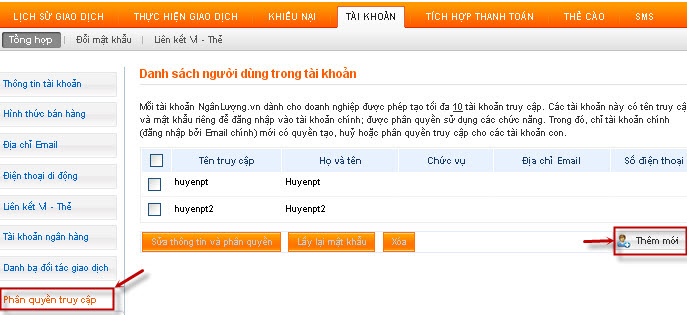 LỊCH SỬ GIAO DỊCH THỰC HIỆN GIAO DỊCH KHIẾU NẠI TÀI KHOẢN TÍCH HỢP THANH TOÁN THẺ CÀO SMS
Tổng hợp Đổi mật khẩu Liên kết Ví - Thẻ
Thông tin tài khoản
Hình thức bán hàng
Địa chỉ Email
Điện thoại di động
Liên kết Ví - Thẻ
Tài khoản ngân hàng
Danh bạ đối tác giao dịch
Phân quyền truy cập
Danh sách người dùng trong tài khoản
Mỗi tài khoản NgânLượng.vn dành cho doanh nghiệp được phép tạo tối đa 10 tài khoản truy cập. Các tài khoản này có tên truy cập
và mật khẩu riêng để đăng nhập vào tài khoản chính; được phân quyền sử dụng các chức năng. Trong đó, chỉ tài khoản chính
(đăng nhập bởi Email chính) mới có quyền tạo, huỷ hoặc phân quyền truy cập cho các tài khoản con.
Tên truy cập Họ và tên Chức vụ Địa chỉ Email Số điện thoại
huyenpt Huyenpt
huyenpt2 Huyenpt2
Sửa thông tin và phân quyền Lấy lại mật khẩu Xóa Thêm mới